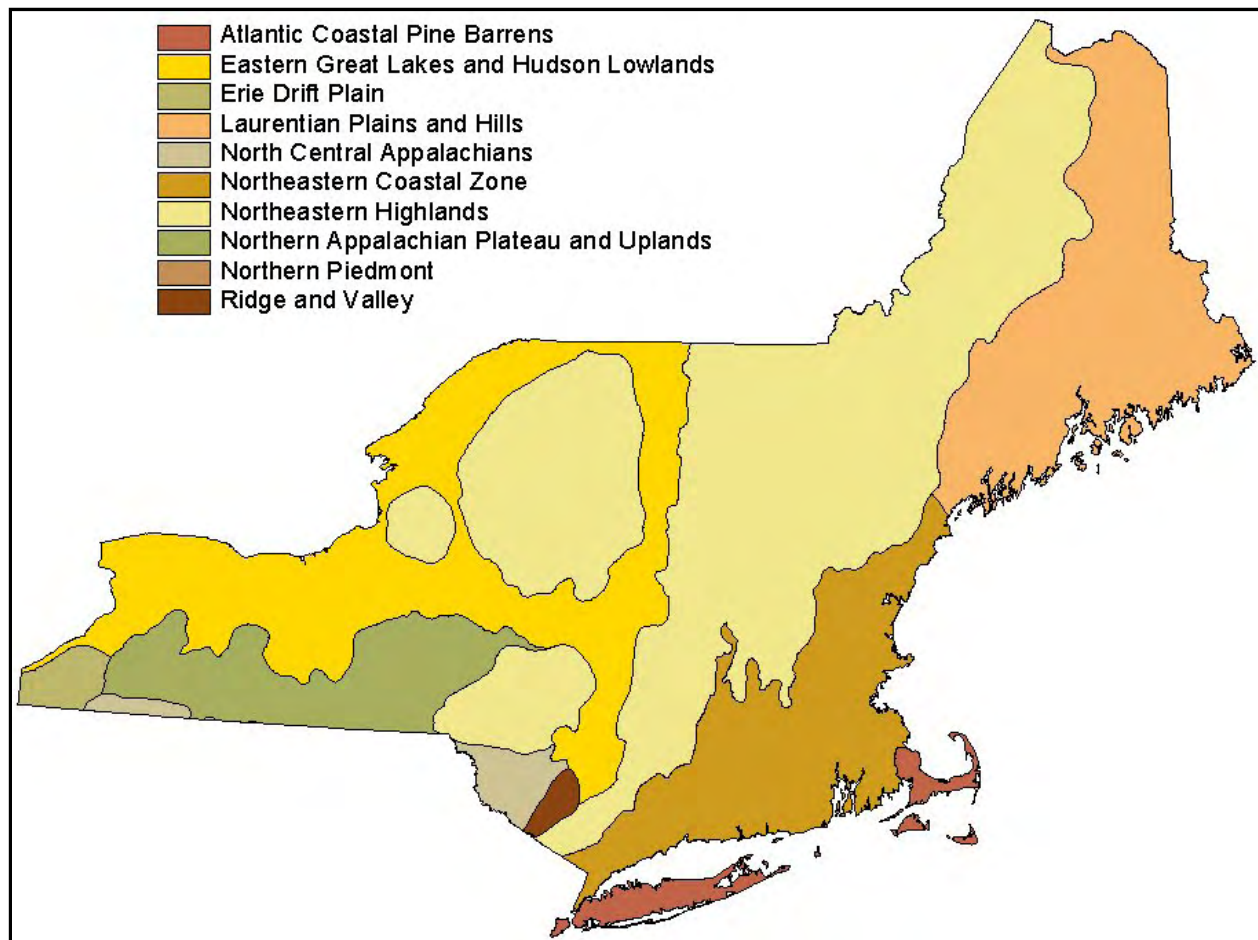 Atlantic Coastal Pine Barrens
Eastern Great Lakes and Hudson Lowlands
Erie Drift Plain
Laurentian Plains and Hills
North Central Appalachians
Northeastern Coastal Zone
Northeastern Highlands
Northern Appalachian Plateau and Uplands
Northern Piedmont
Ridge and Valley